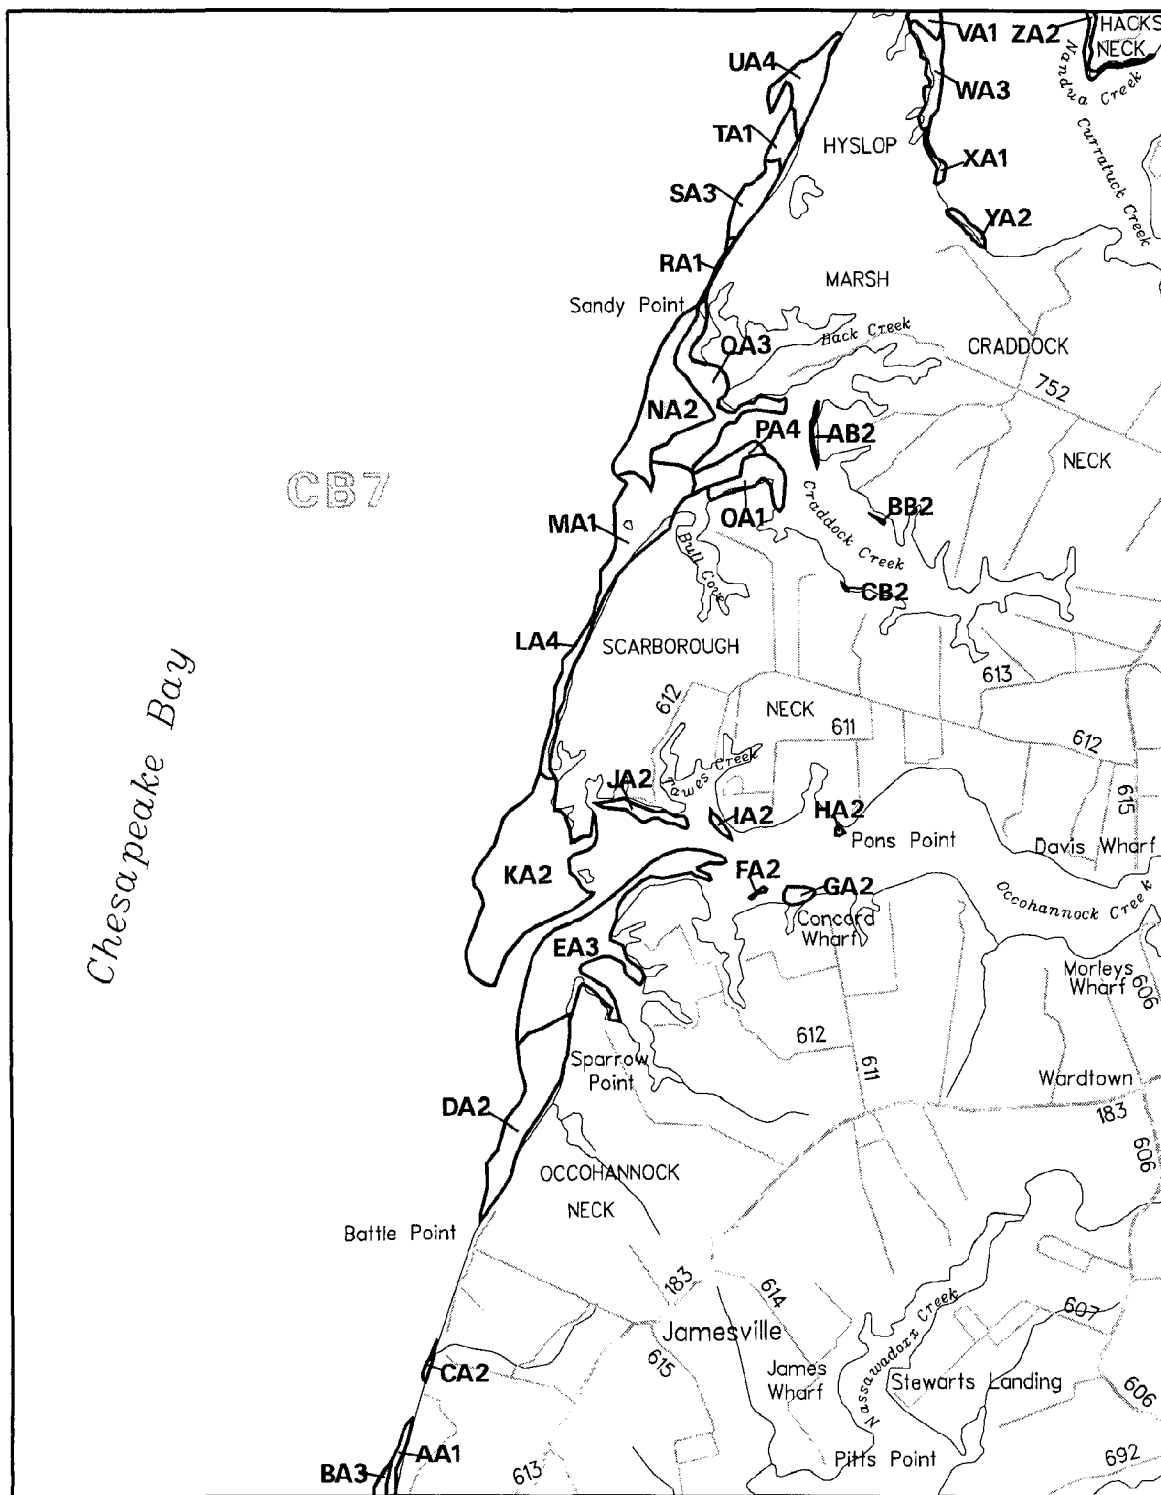 VA1 ZA2 HACKS
NECK
UA4
WA3
Nandua Creek
TA1
HYSLOP
Curratuck Creek
XA1
SA3
YA2
RA1
MARSH
Sandy Point
Back Creek
QA3
CRADDOCK
752
NA2
PA4
AB2
NECK
CB7
BB2
MA1
OA1
Craddock Creek
Bull Cove
CB2
LA4
SCARBOROUGH
613
612
NECK
611
612
Chesapeake Bay
Tawes Creek
JA2
615
IA2
HA2
Pons Point
Davis Wharf
KA2
FA2
GA2
Occohannock Creek
Concord
Wharf
EA3
Morleys
Wharf
606
612
Sparrow
Point
611
Wardtown
DA2
183
606
OCCOHANNOCK
NECK
Battle Point
183
614
Nassawadoxx Creek
607
Jamesville
615
James
Wharf
Stewarts Landing
CA2
606
AA1
BA3
613
Pitts Point
692